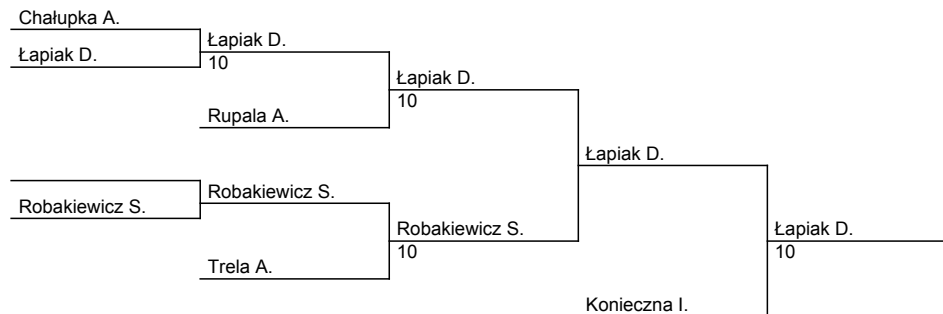 Chałupka A.
Łapiak D.
Łapiak D.
10
Łapiak D.
10
Rupala A.
Łapiak D.
Robakiewicz S.
Robakiewicz S.
Robakiewicz S.
10
Łapiak D.
10
Trela A.
Konieczna I.